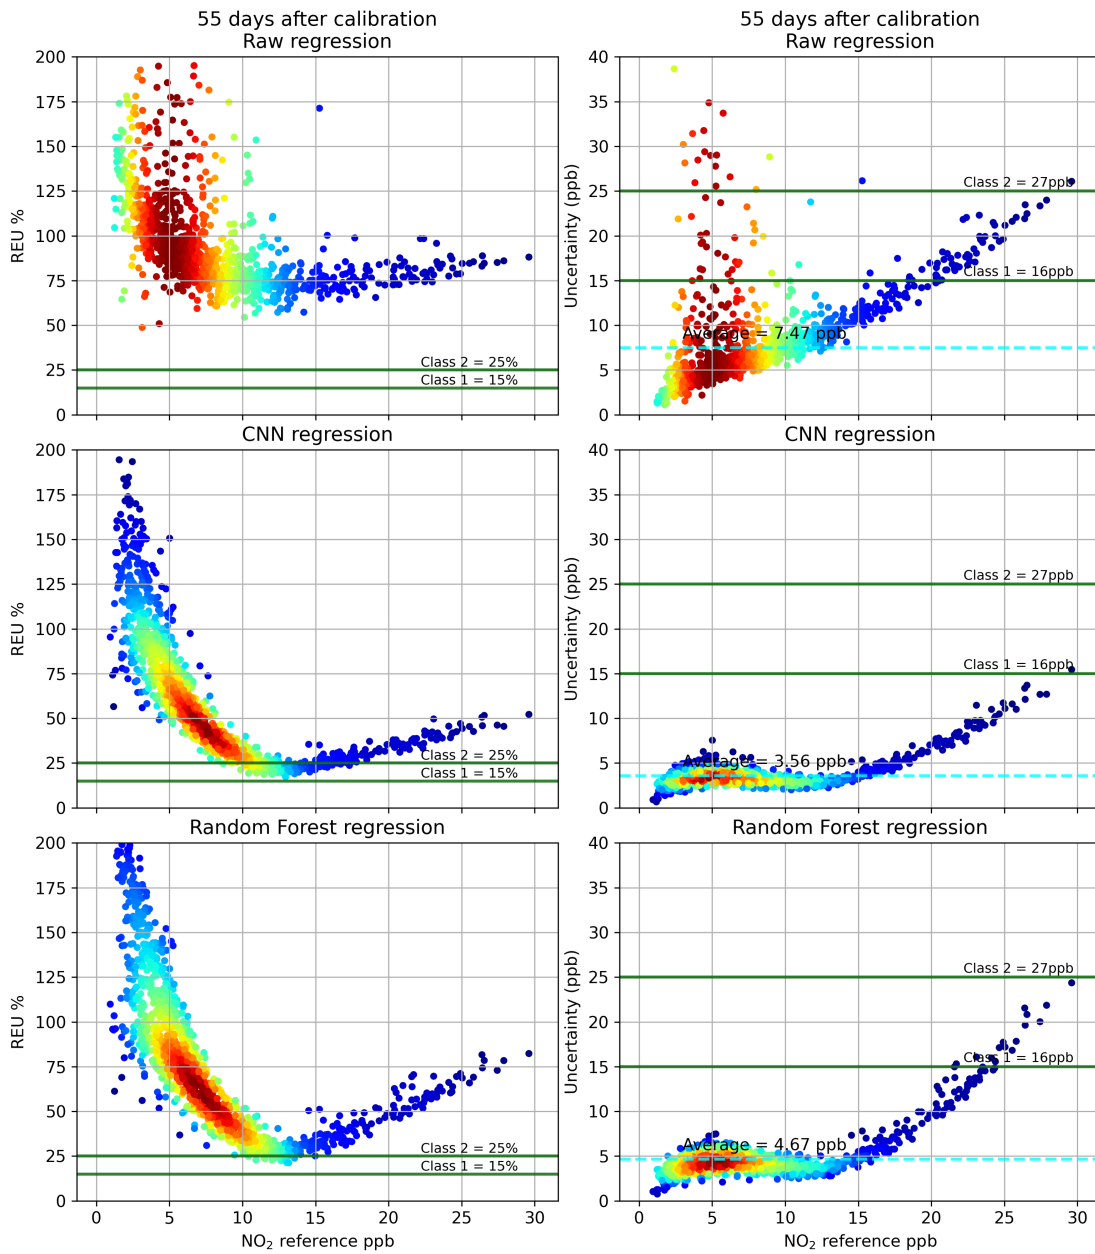 55 days after calibration
Raw regression
REU %
200
175
150
125
100
75
50
25
0
Class 2 = 25%
Class 1 = 15%
55 days after calibration
Raw regression
Uncertainty (ppb)
40
35
30
25
20
15
10
5
0
Class 2 = 27ppb
Class 1 = 16ppb
Average = 7.47 ppb
CNN regression
REU %
200
175
150
125
100
75
50
25
0
Class 2 = 25%
Class 1 = 15%
CNN regression
Uncertainty (ppb)
40
35
30
25
20
15
10
5
0
Class 2 = 27ppb
Class 1 = 16ppb
Average = 3.56 ppb
Random Forest regression
REU %
200
175
150
125
100
75
50
25
0
Class 2 = 25%
Class 1 = 15%
0 5 10 15 20 25 30
NO₂ reference ppb
Random Forest regression
Uncertainty (ppb)
40
35
30
25
20
15
10
5
0
Class 2 = 27ppb
Class 1 = 16ppb
Average = 4.67 ppb
0 5 10 15 20 25 30
NO₂ reference ppb